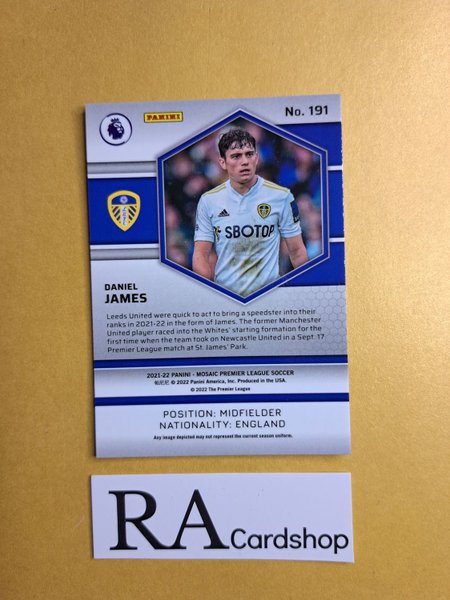 PANINI
No. 191
SBOTOP
DANIEL
JAMES
Leeds United were quick to act to bring a speedster into their
ranks in 2021-22 in the form of James. The former Manchester
United player raced into the Whites' starting formation for the
first time when the team took on Newcastle United in a Sept. 17
Premier League match at St. James' Park.
2021-22 PANINI - MOSAIC PREMIER LEAGUE SOCCER
© 2022 Panini America, Inc. Produced in the USA.
© 2022 The Premier League
POSITION: MIDFIELDER
NATIONALITY: ENGLAND
Any image depicted may not represent the current season uniform.
RA Cardshop